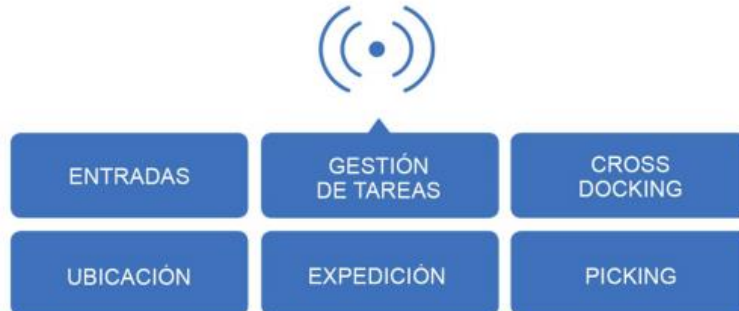 ENTRADAS
GESTIÓN
DE TAREAS
CROSS
DOCKING
UBICACIÓN
EXPEDICIÓN
PICKING